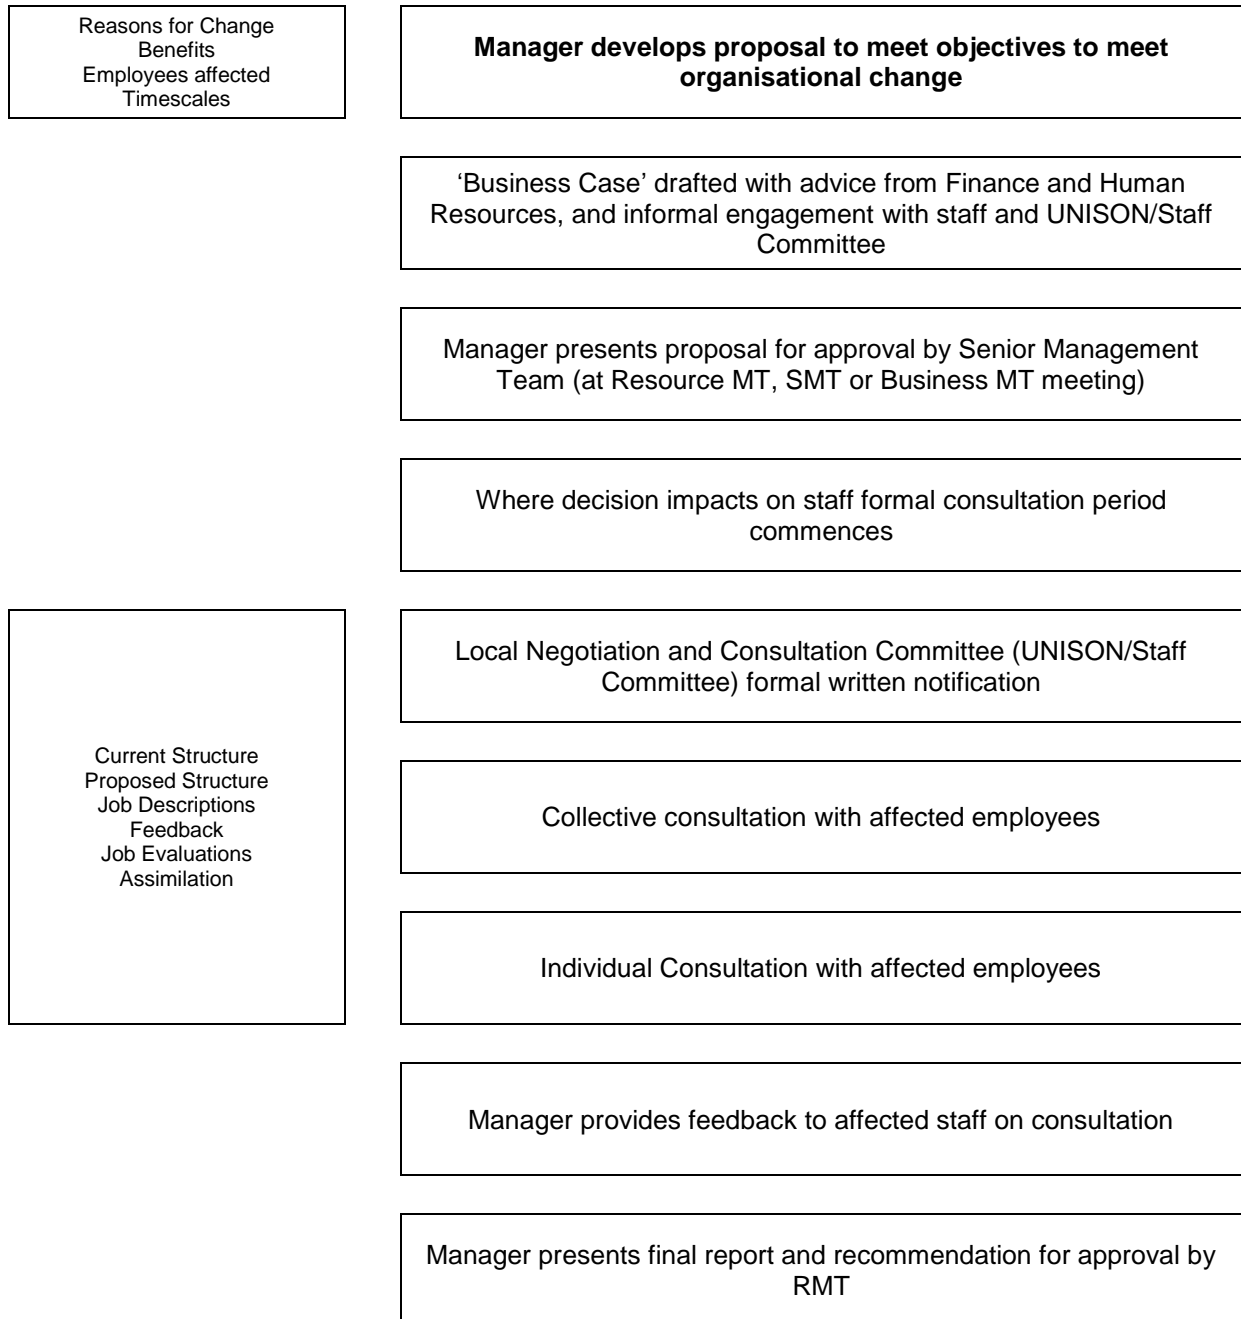 Reasons for Change
Benefits
Employees affected
Timescales
Manager develops proposal to meet objectives to meet
organisational change
‘Business Case’ drafted with advice from Finance and Human
Resources, and informal engagement with staff and UNISON/Staff
Committee
Manager presents proposal for approval by Senior Management
Team (at Resource MT, SMT or Business MT meeting)
Where decision impacts on staff formal consultation period
commences
Local Negotiation and Consultation Committee (UNISON/Staff
Committee) formal written notification
Current Structure
Proposed Structure
Job Descriptions
Feedback
Job Evaluations
Assimilation
Collective consultation with affected employees
Individual Consultation with affected employees
Manager provides feedback to affected staff on consultation
Manager presents final report and recommendation for approval by
RMT